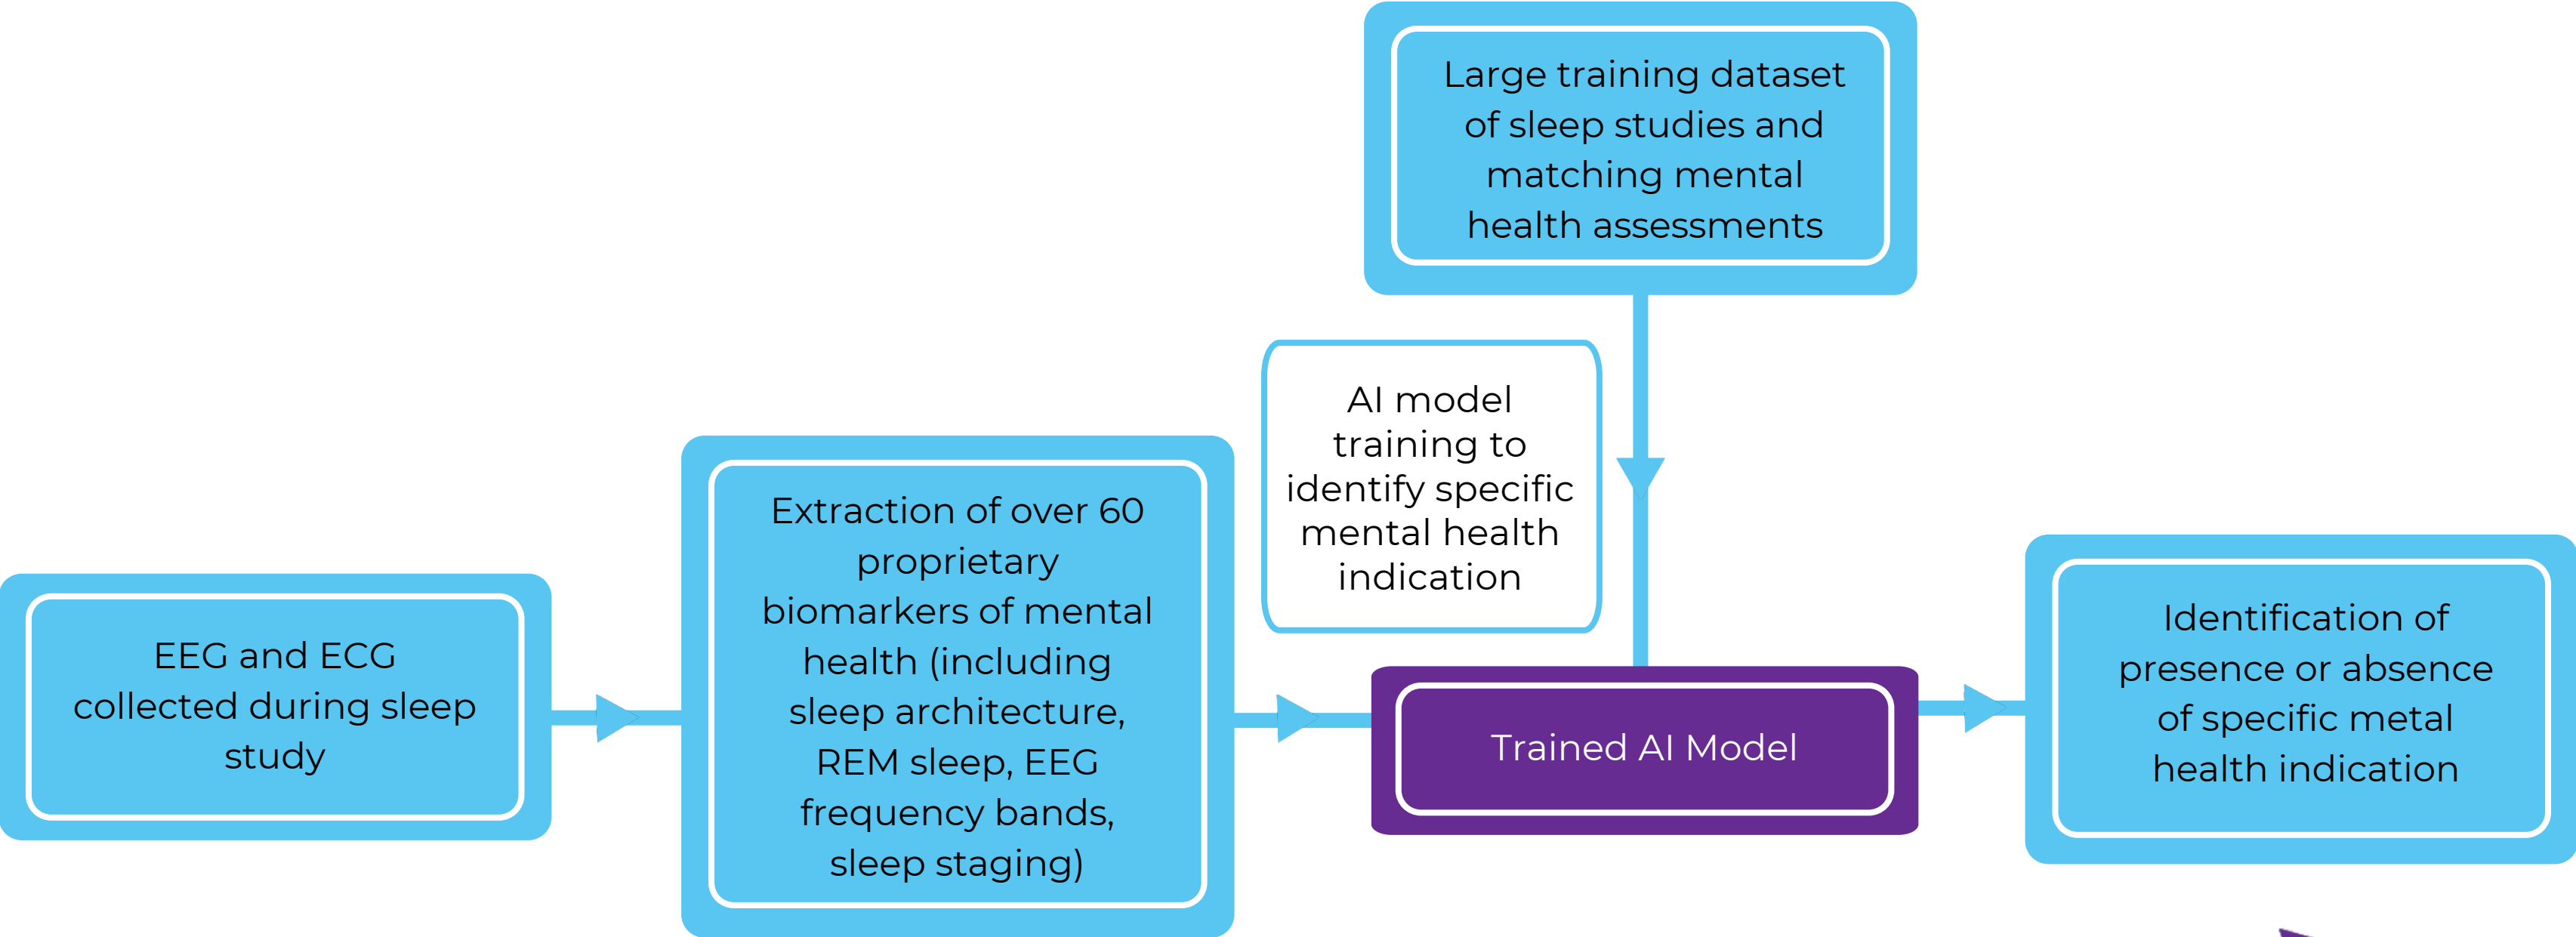 Large training dataset
of sleep studies and
matching mental
health assessments
AI model
training to
identify specific
mental health
indication
EEG and ECG
collected during sleep
study
Extraction of over 60
proprietary
biomarkers of mental
health (including
sleep architecture,
REM sleep, EEG
frequency bands,
sleep staging)
Trained AI Model
Identification of
presence or absence
of specific metal
health indication